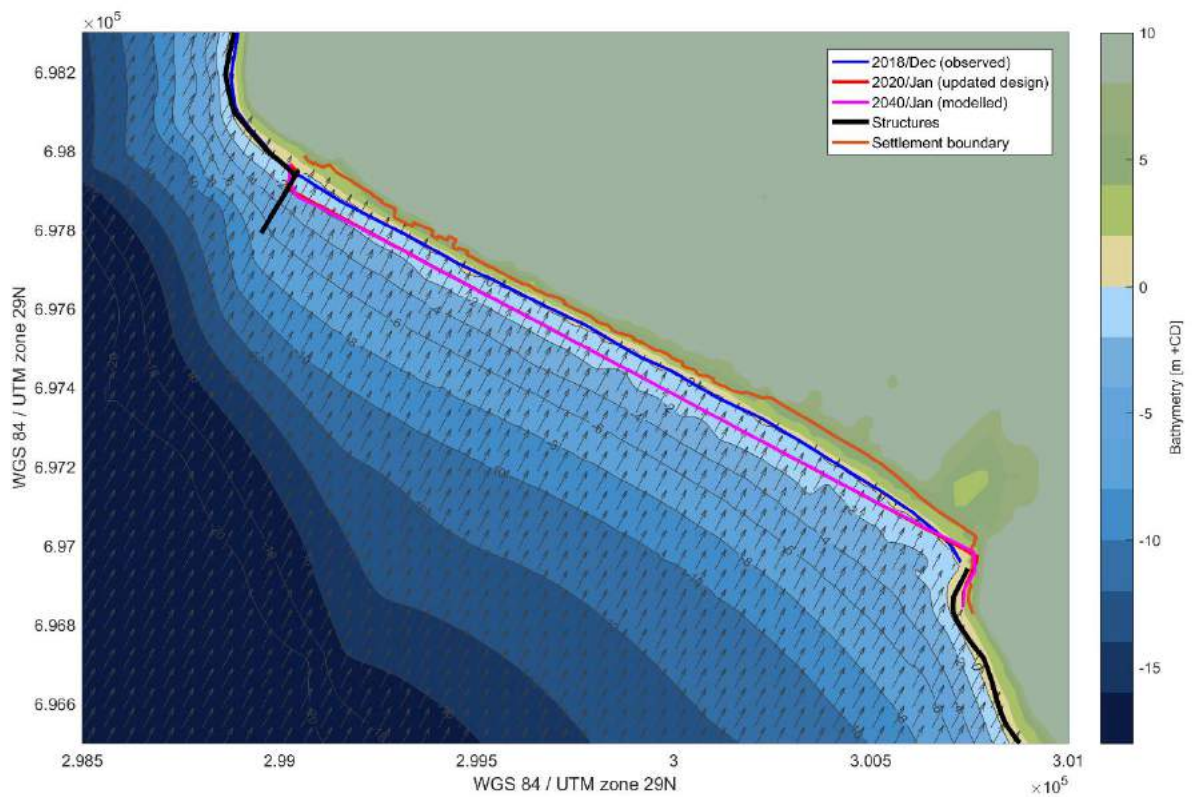 ×10⁵
6.982
6.98
6.978
6.976
6.974
6.972
6.97
6.968
6.966
WGS 84 / UTM zone 29N
2.985
2.99
2.995
3
3.005
3.01
WGS 84 / UTM zone 29N
×10⁵
2018/Dec (observed)
2020/Jan (updated design)
2040/Jan (modelled)
Structures
Settlement boundary
10
5
0
-5
-10
-15
Bathymetry [m +CD]